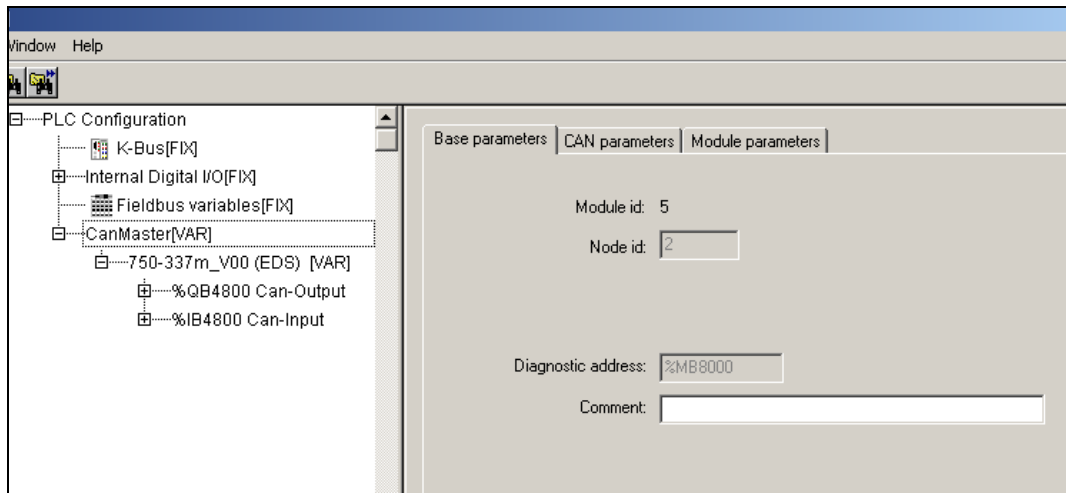 Window Help
PLC Configuration
K-Bus[FIX]
Internal Digital I/O[FIX]
Fieldbus variables[FIX]
CanMaster[VAR]
750-337m_V00 (EDS) [VAR]
%QB4800 Can-Output
%IB4800 Can-Input
Base parameters CAN parameters Module parameters
Module id: 5
Node id: 2
Diagnostic address: %MB8000
Comment: